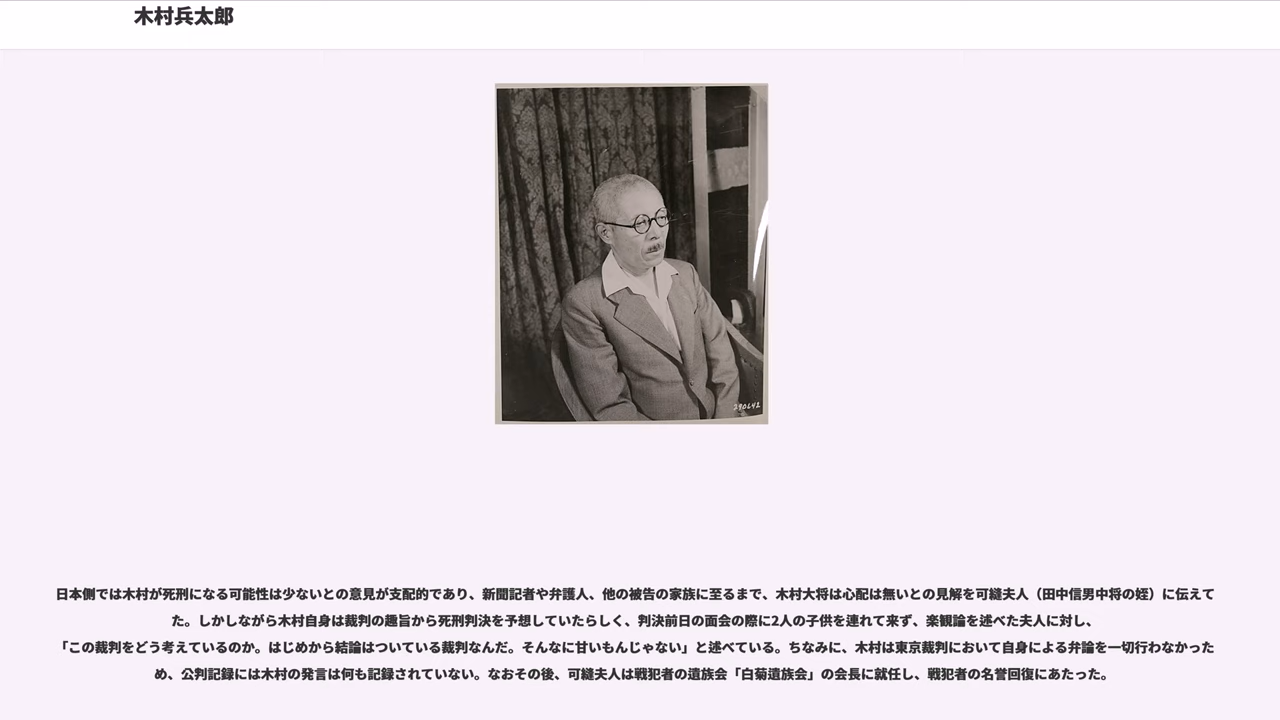 木村兵太郎
290641
日本側では木村が死刑になる可能性は少ないとの意見が支配的であり、新聞記者や弁護人、他の被告の家族に至るまで、木村大将は心配は無いとの見解を可縫夫人（田中信男中将の姪）に伝えて
た。しかしながら木村自身は裁判の趣旨から死刑判決を予想していたらしく、判決前日の面会の際に2人の子供を連れて来ず、楽観論を述べた夫人に対し、
「この裁判をどう考えているのか。はじめから結論はついている裁判なんだ。そんなに甘いもんじゃない」と述べている。ちなみに、木村は東京裁判において自身による弁論を一切行わなかった
め、公判記録には木村の発言は何も記録されていない。なおその後、可縫夫人は戦犯者の遺族会「白菊遺族会」の会長に就任し、戦犯者の名誉回復にあたった。